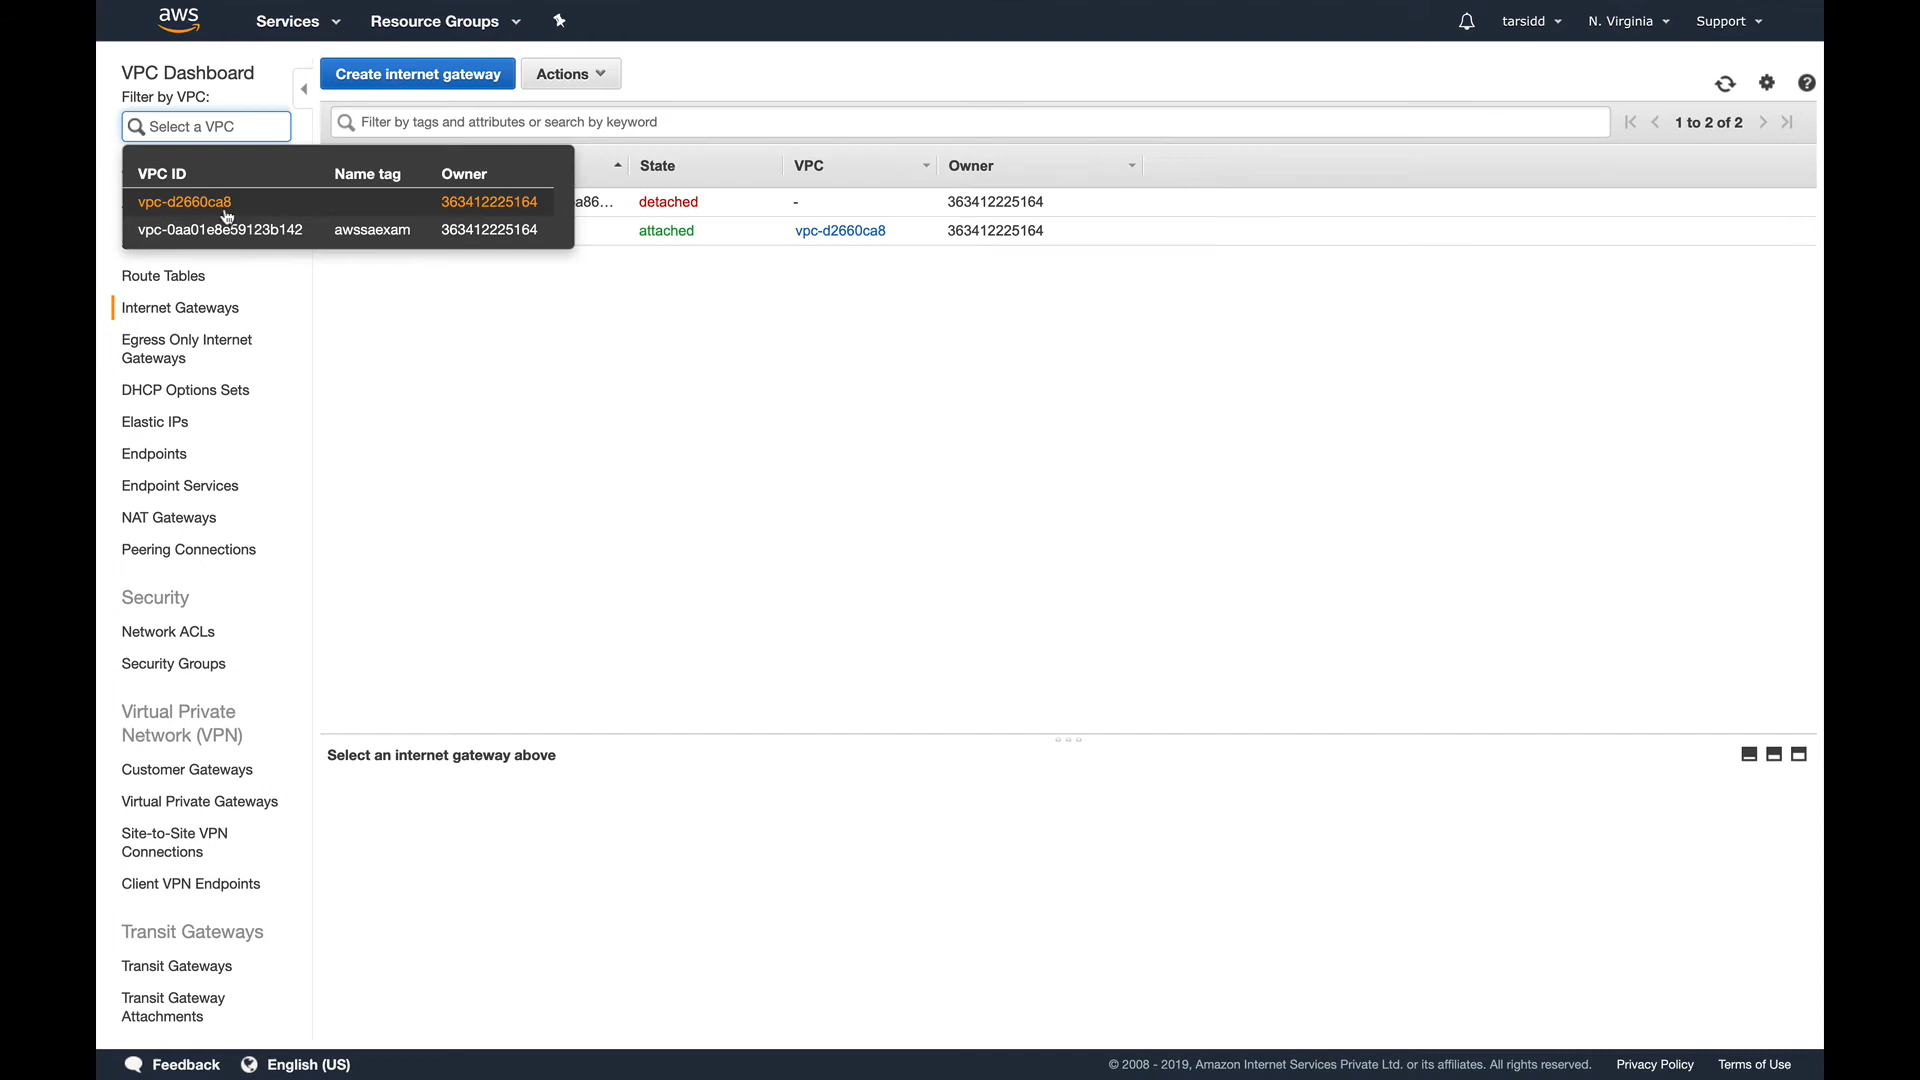 aws Services Resource Groups tarsidd N. Virginia Support
VPC Dashboard
Filter by VPC:
Select a VPC
Create internet gateway Actions
Filter by tags and attributes or search by keyword
1 to 2 of 2
VPC ID Name tag Owner
vpc-d2660ca8 363412225164
vpc-0aa01e8e59123b142 awssaexam 363412225164
State VPC Owner
a86... detached - 363412225164
attached vpc-d2660ca8 363412225164
Route Tables
Internet Gateways
Egress Only Internet
Gateways
DHCP Options Sets
Elastic IPs
Endpoints
Endpoint Services
NAT Gateways
Peering Connections
Security
Network ACLs
Security Groups
Virtual Private
Network (VPN)
Customer Gateways
Virtual Private Gateways
Site-to-Site VPN
Connections
Client VPN Endpoints
Transit Gateways
Transit Gateways
Transit Gateway
Attachments
Select an internet gateway above
Feedback English (US) © 2008 - 2019, Amazon Internet Services Private Ltd. or its affiliates. All rights reserved. Privacy Policy Terms of Use